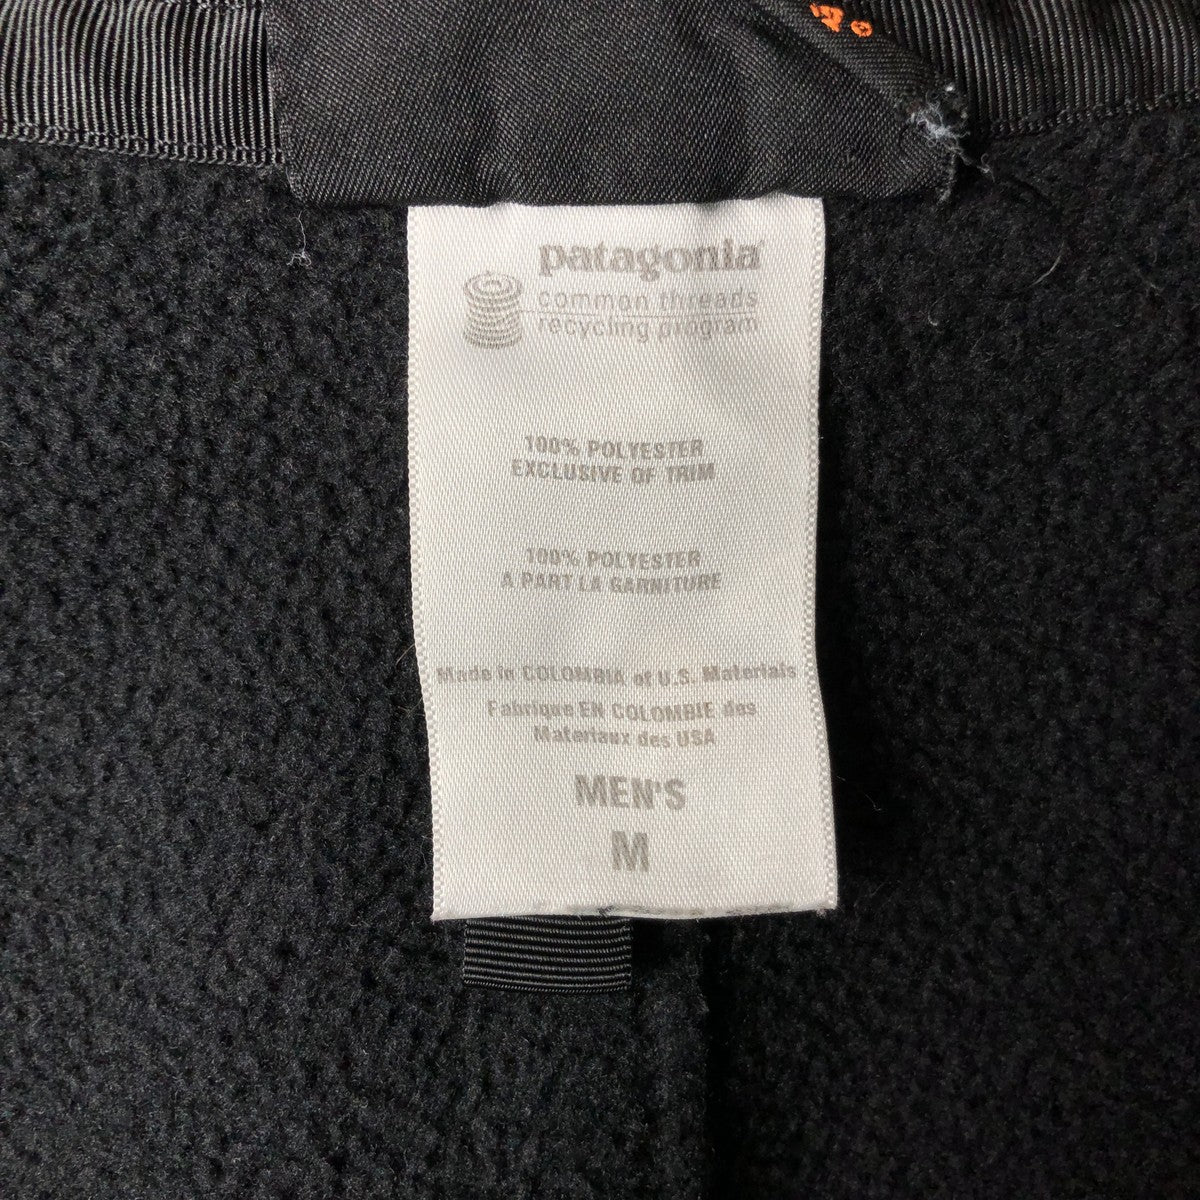 patagonia®
common threads
recycling program
100% POLYESTER
EXCLUSIVE OF TRIM
100% POLYESTER
A PART LA GARNITURE
Made in COLOMBIA of U.S. Materials
Fabrique EN COLOMBIE des
Materiaux des USA
MEN'S
M